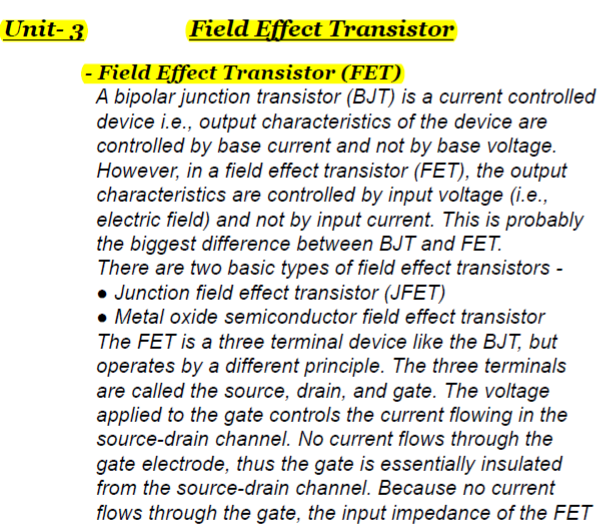 Unit- 3 Field Effect Transistor
- Field Effect Transistor (FET)
A bipolar junction transistor (BJT) is a current controlled
device i.e., output characteristics of the device are
controlled by base current and not by base voltage.
However, in a field effect transistor (FET), the output
characteristics are controlled by input voltage (i.e.,
electric field) and not by input current. This is probably
the biggest difference between BJT and FET.
There are two basic types of field effect transistors -
● Junction field effect transistor (JFET)
● Metal oxide semiconductor field effect transistor
The FET is a three terminal device like the BJT, but
operates by a different principle. The three terminals
are called the source, drain, and gate. The voltage
applied to the gate controls the current flowing in the
source-drain channel. No current flows through the
gate electrode, thus the gate is essentially insulated
from the source-drain channel. Because no current
flows through the gate, the input impedance of the FET